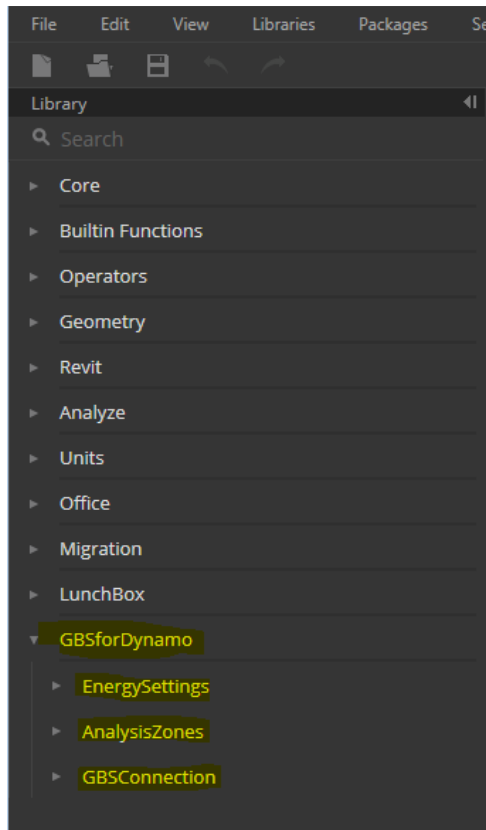 File Edit View Libraries Packages Se
Library
Search
Core
Builtin Functions
Operators
Geometry
Revit
Analyze
Units
Office
Migration
LunchBox
GBSforDynamo
EnergySettings
AnalysisZones
GBSConnection